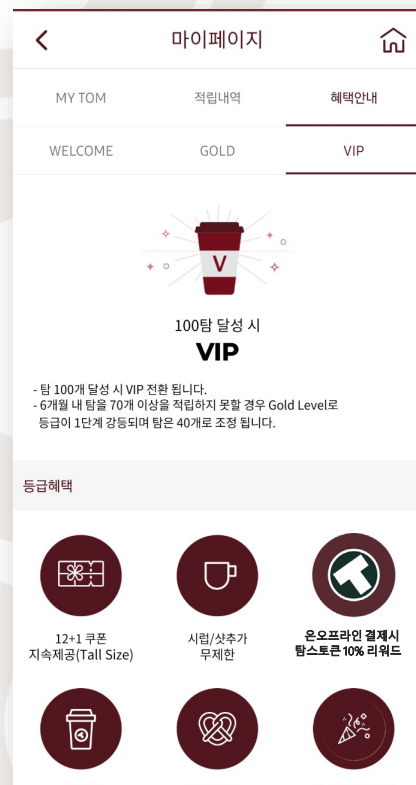 마이페이지
MY TOM 적립내역 혜택안내
WELCOME GOLD VIP
V
100탐 달성 시
VIP
- 탐 100개 달성 시 VIP 전환 됩니다.
- 6개월 내 탐을 70개 이상을 적립하지 못할 경우 Gold Level로
등급이 1단계 강등되며 탐은 40개로 조정 됩니다.
등급혜택
12+1 쿠폰
지속제공(Tall Size)
시럽/샷추가
무제한
온오프라인 결제시
탐스토큰 10% 리워드